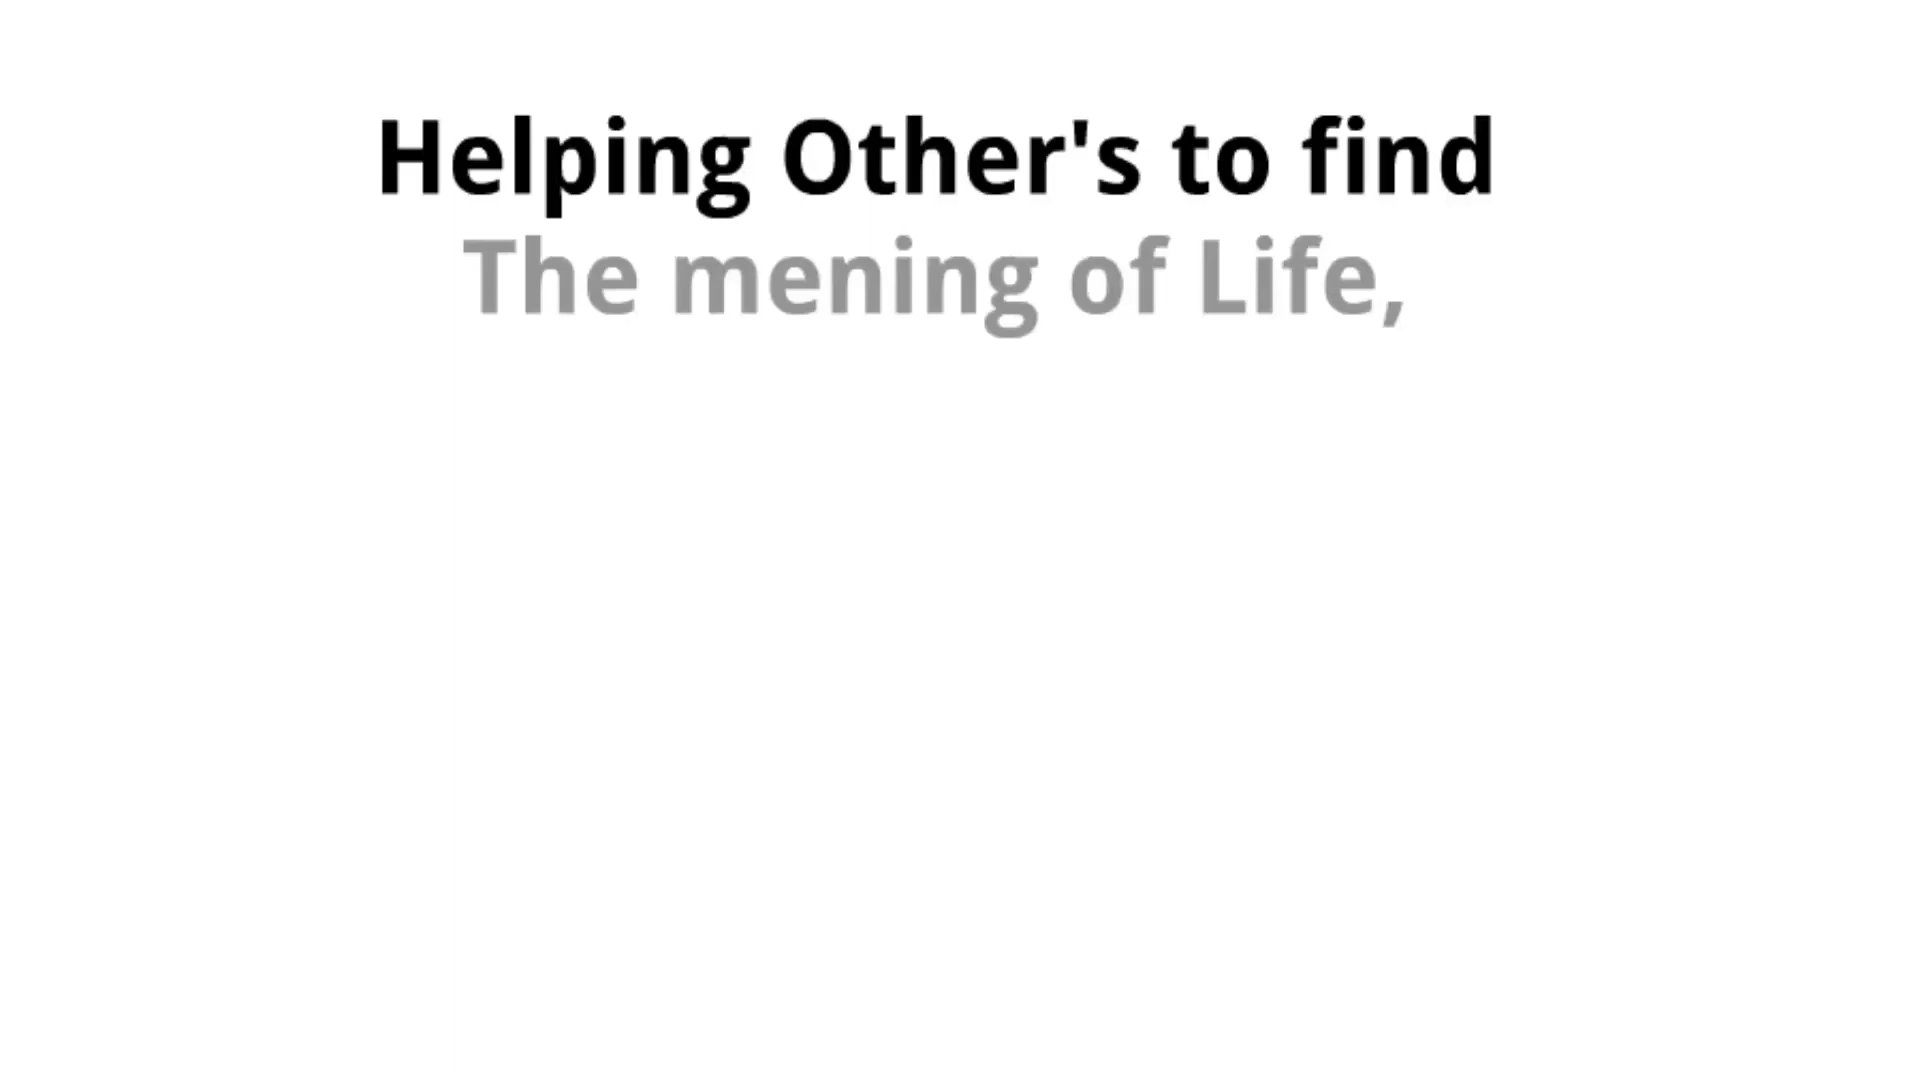 Helping Other's to find
The mening of Life,